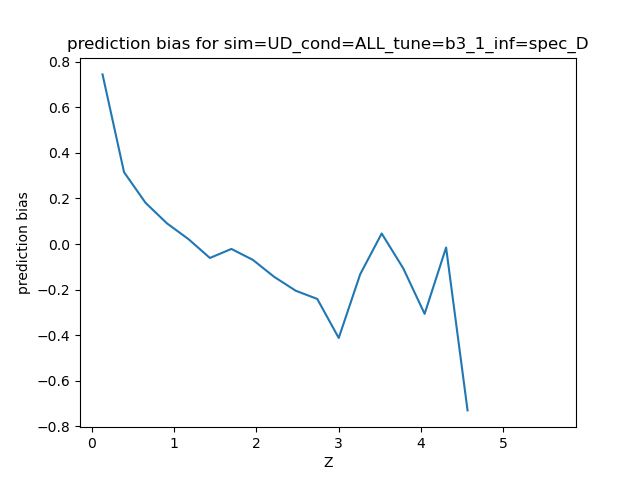 prediction bias for sim=UD_cond=ALL_tune=b3_1_inf=spec_D
0.8
0.6
0.4
0.2
0.0
−0.2
−0.4
−0.6
−0.8
prediction bias
0 1 2 3 4 5
Z